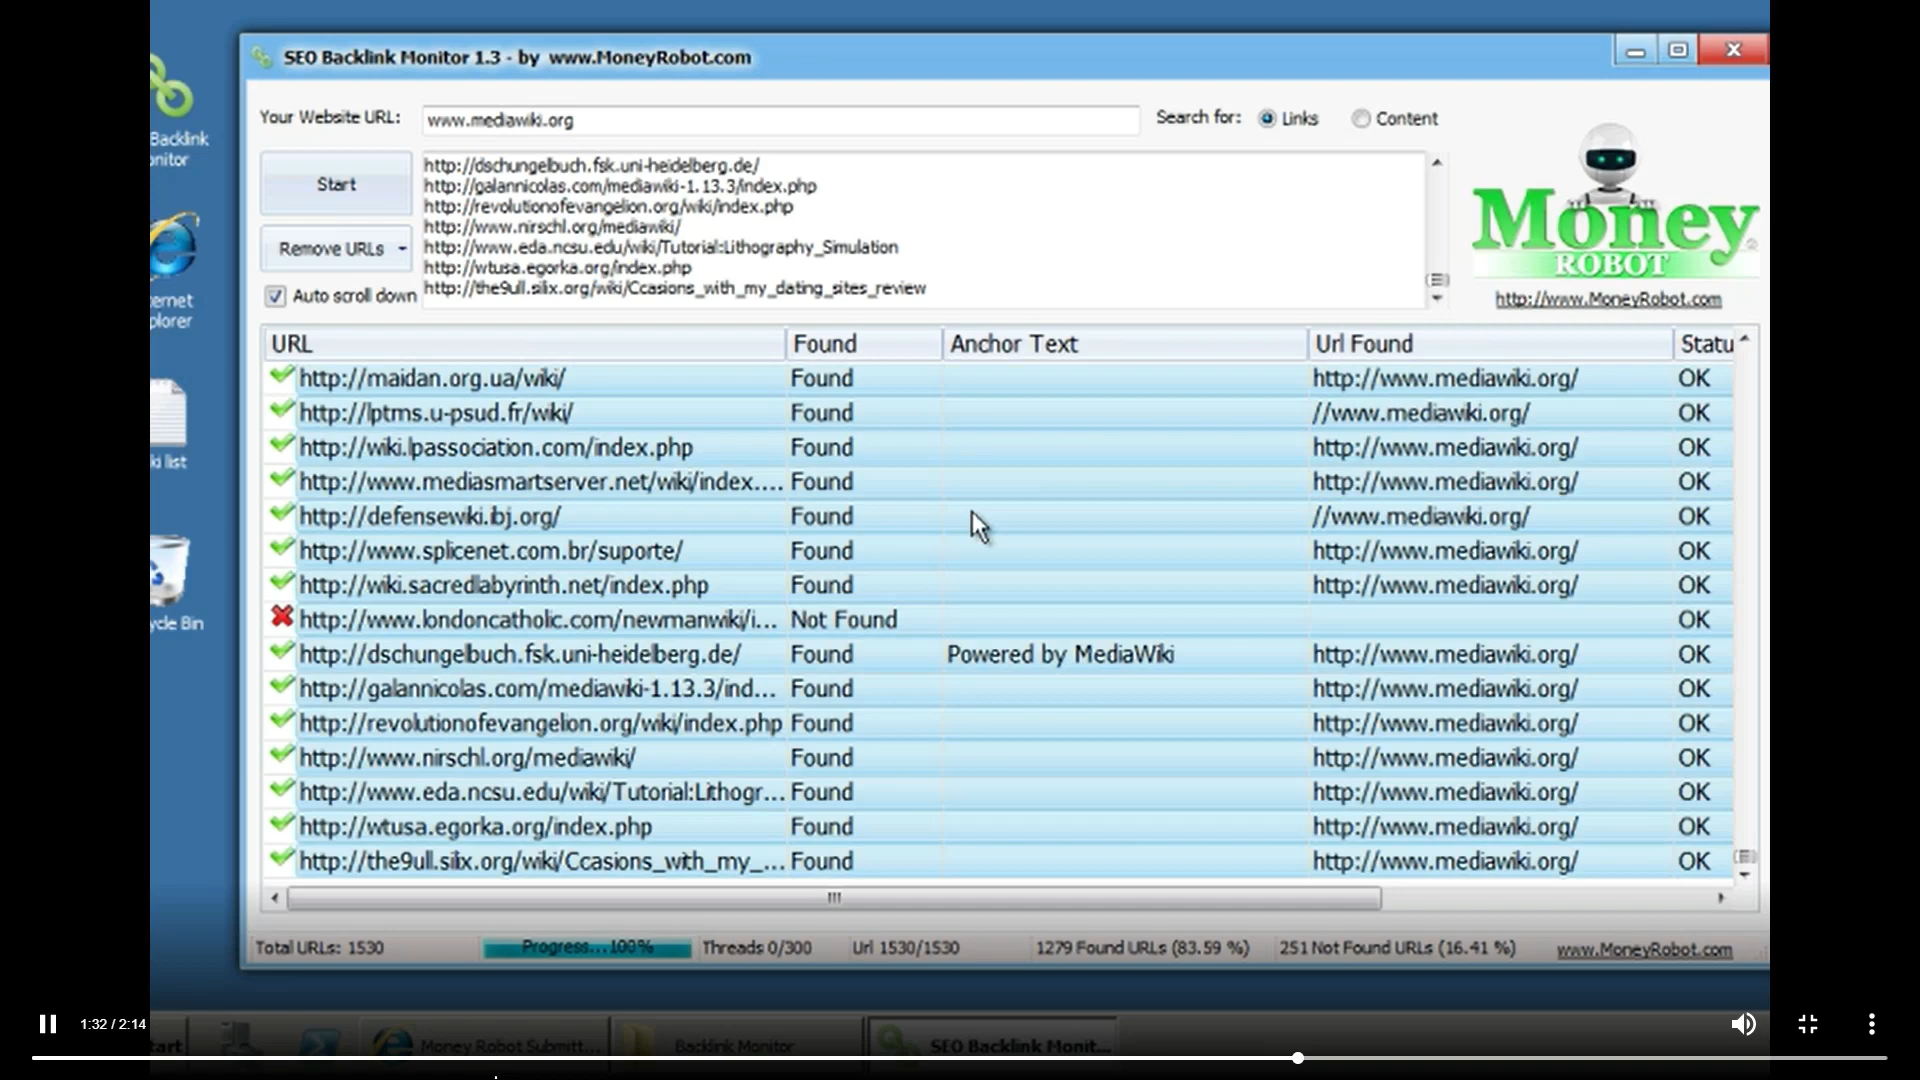 SEO Backlink Monitor 1.3 - by www.MoneyRobot.com
Backlink
nitor
Your Website URL: www.mediawiki.org Search for: Links Content
Start
Remove URLs
Auto scroll down
http://dschungelbuch.fsk.uni-heidelberg.de/
http://galannicolas.com/mediawiki-1.13.3/index.php
http://revolutionofevangelion.org/wiki/index.php
http://www.nirschl.org/mediawiki/
http://www.eda.ncsu.edu/wiki/Tutorial:Lithography_Simulation
http://wtusa.egorka.org/index.php
http://the9ull.silix.org/wiki/Ccasions_with_my_dating_sites_review
Money
ROBOT
http://www.MoneyRobot.com
ternet
plorer
ki list
ycle Bin
URL Found Anchor Text Url Found Statu
http://maidan.org.ua/wiki/ Found http://www.mediawiki.org/ OK
http://lptms.u-psud.fr/wiki/ Found //www.mediawiki.org/ OK
http://wiki.lpassociation.com/index.php Found http://www.mediawiki.org/ OK
http://www.mediasmartserver.net/wiki/index.... Found http://www.mediawiki.org/ OK
http://defensewiki.ibj.org/ Found //www.mediawiki.org/ OK
http://www.splicenet.com.br/suporte/ Found http://www.mediawiki.org/ OK
http://wiki.sacredlabyrinth.net/index.php Found http://www.mediawiki.org/ OK
http://www.londoncatholic.com/newmanwiki/i... Not Found OK
http://dschungelbuch.fsk.uni-heidelberg.de/ Found Powered by MediaWiki http://www.mediawiki.org/ OK
http://galannicolas.com/mediawiki-1.13.3/ind... Found http://www.mediawiki.org/ OK
http://revolutionofevangelion.org/wiki/index.php Found http://www.mediawiki.org/ OK
http://www.nirschl.org/mediawiki/ Found http://www.mediawiki.org/ OK
http://www.eda.ncsu.edu/wiki/Tutorial:Lithogr... Found http://www.mediawiki.org/ OK
http://wtusa.egorka.org/index.php Found http://www.mediawiki.org/ OK
http://the9ull.silix.org/wiki/Ccasions_with_my_... Found http://www.mediawiki.org/ OK
Total URLs: 1530 Progress...100% Threads 0/300 Url 1530/1530 1279 Found URLs (83.59 %) 251 Not Found URLs (16.41 %) www.MoneyRobot.com
1:32 / 2:14
tart Money Robot Submitt... Backlink Monitor SEO Backlink Monit...